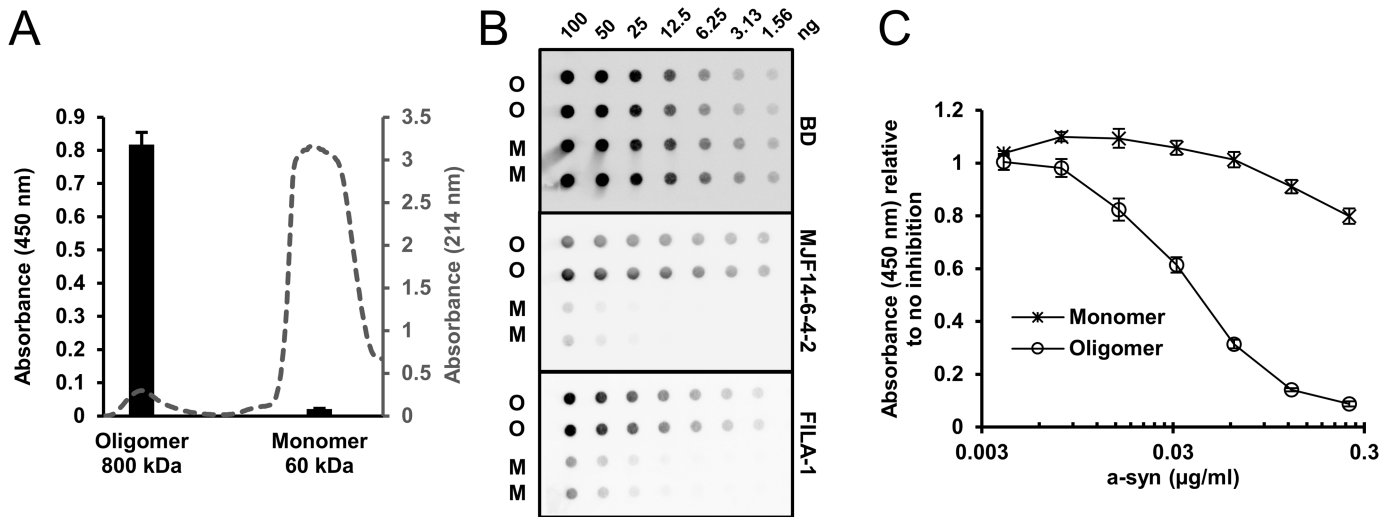 A
Absorbance (450 nm)
0.9
0.8
0.7
0.6
0.5
0.4
0.3
0.2
0.1
0
3.5
3
2.5
2
1.5
1
0.5
0
Absorbance (214 nm)
Oligomer
800 kDa
Monomer
60 kDa
B
100 50 25 12.5 6.25 3.13 1.56 ng
O
O
M
M
BD
O
O
M
M
MJF14-6-4-2
O
O
M
M
FILA-1
C
Absorbance (450 nm) relative
to no inhibition
1.2
1
0.8
0.6
0.4
0.2
0
Monomer
Oligomer
0.003 0.03 0.3
a-syn (µg/ml)